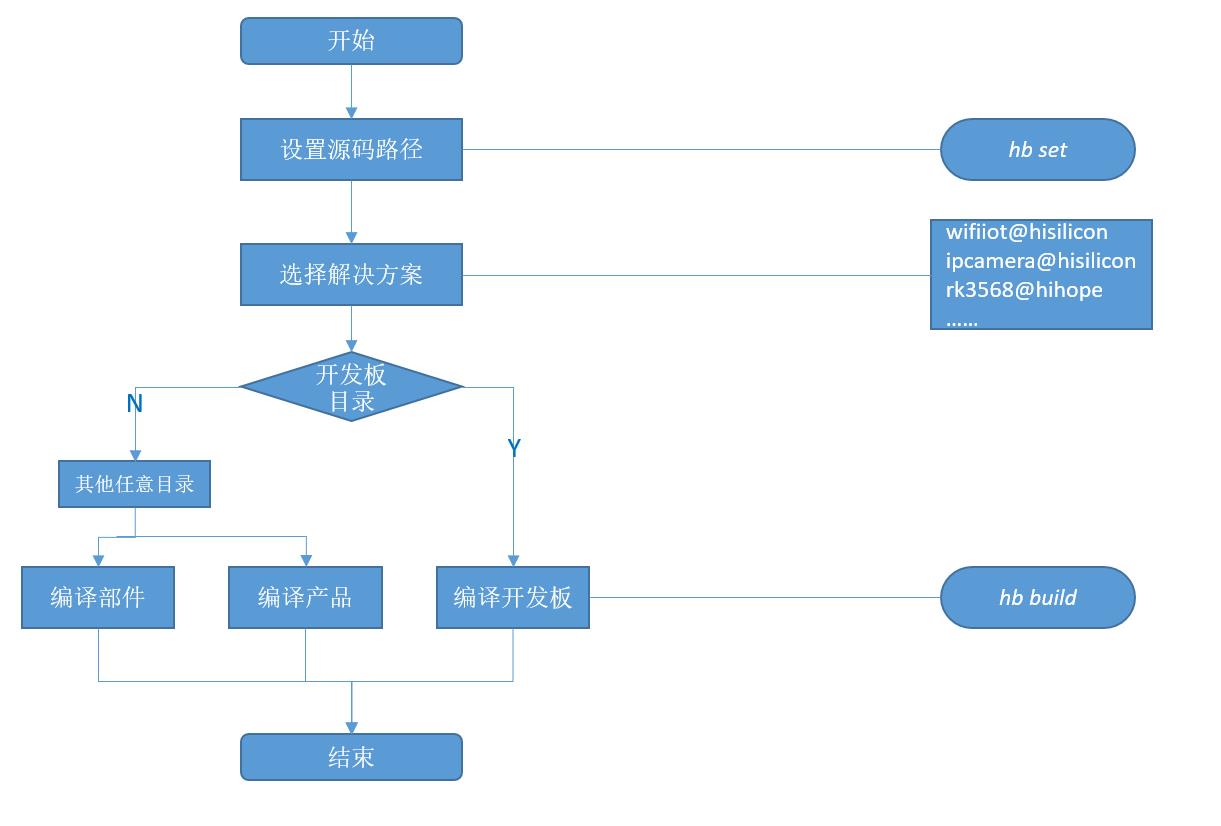 开始
设置源码路径
hb set
选择解决方案
wifiiot@hisilicon
ipcamera@hisilicon
rk3568@hihope
......
开发板
目录
N
Y
其他任意目录
编译部件
编译产品
编译开发板
hb build
结束